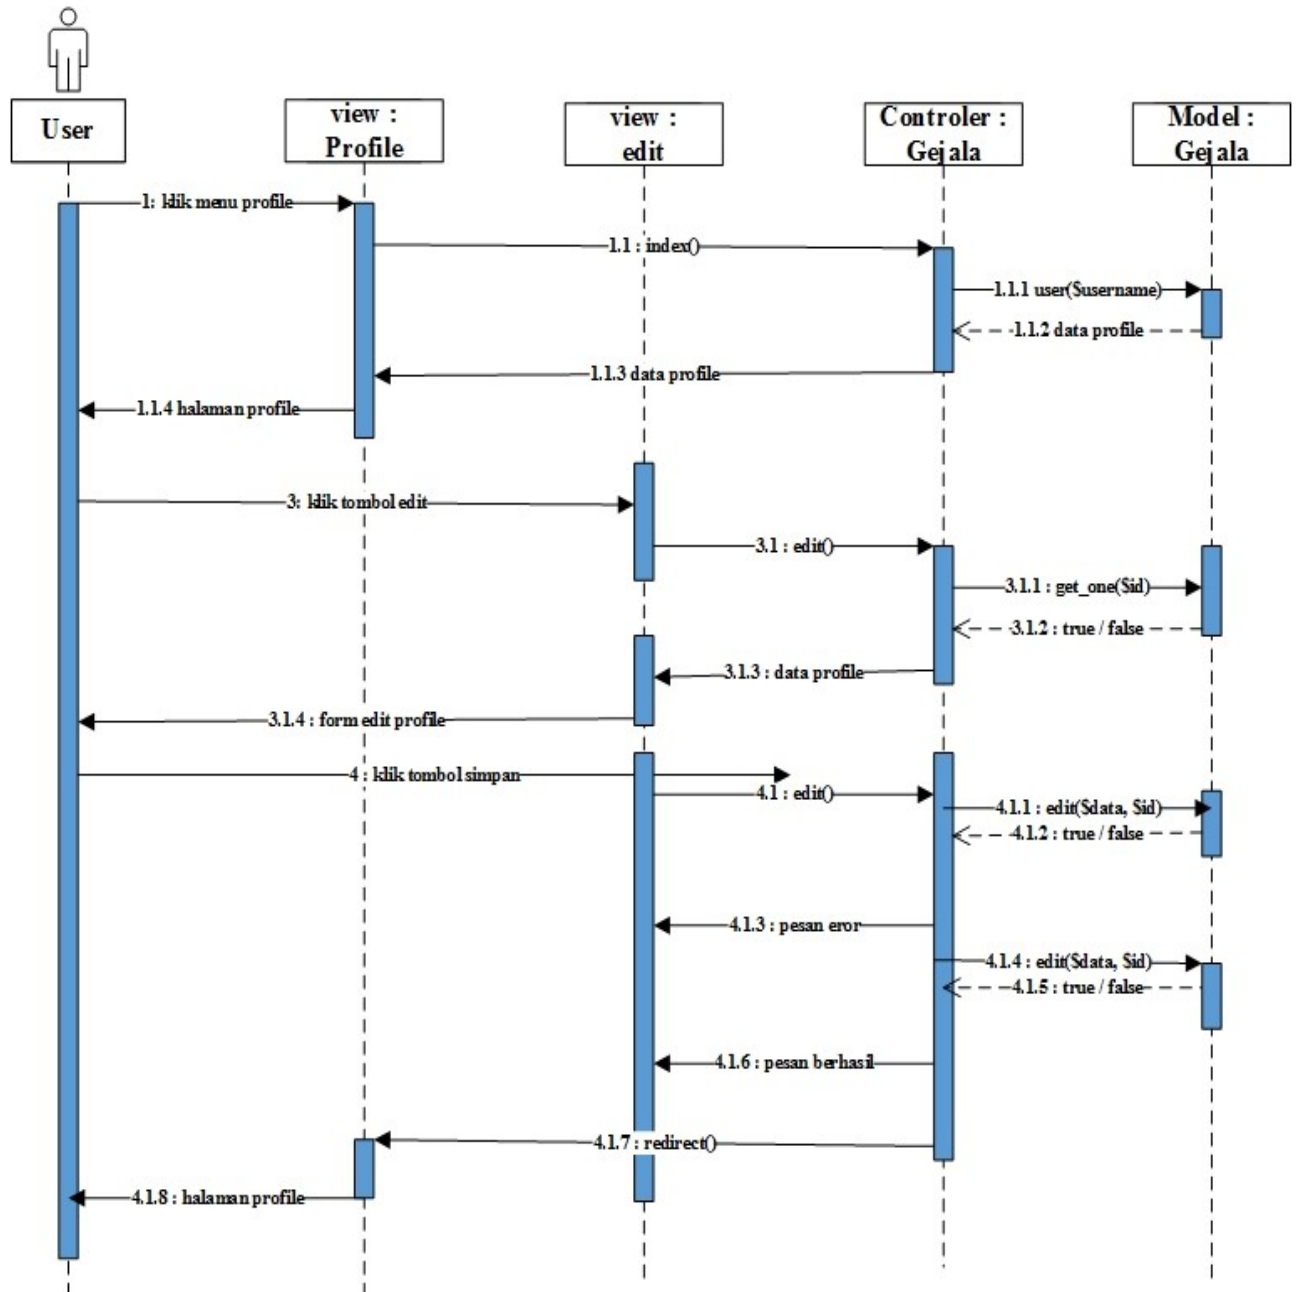 User
view :
Profile
view :
edit
Controler :
Gejala
Model :
Gejala
1: klik menu profile
1.1 : index()
1.1.1 user($username)
1.1.2 data profile
1.1.3 data profile
1.1.4 halaman profile
3: klik tombol edit
3.1 : edit()
3.1.1 : get_one($id)
3.1.2 : true / false
3.1.3 : data profile
3.1.4 : form edit profile
4 : klik tombol simpan
4.1 : edit()
4.1.1 : edit($data, $id)
4.1.2 : true / false
4.1.3 : pesan eror
4.1.4 : edit($data, $id)
4.1.5 : true / false
4.1.6 : pesan berhasil
4.1.7 : redirect()
4.1.8 : halaman profile